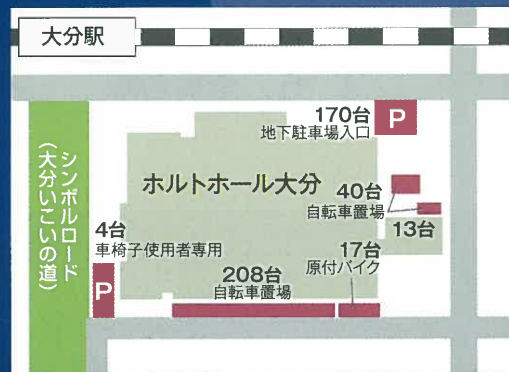 大分駅
170台
地下駐車場入口
P
ホルトホール大分
シンボルロード
(大分いこいの道)
40台
自転車置場
13台
4台
車椅子使用者専用
P
17台
原付バイク
208台
自転車置場